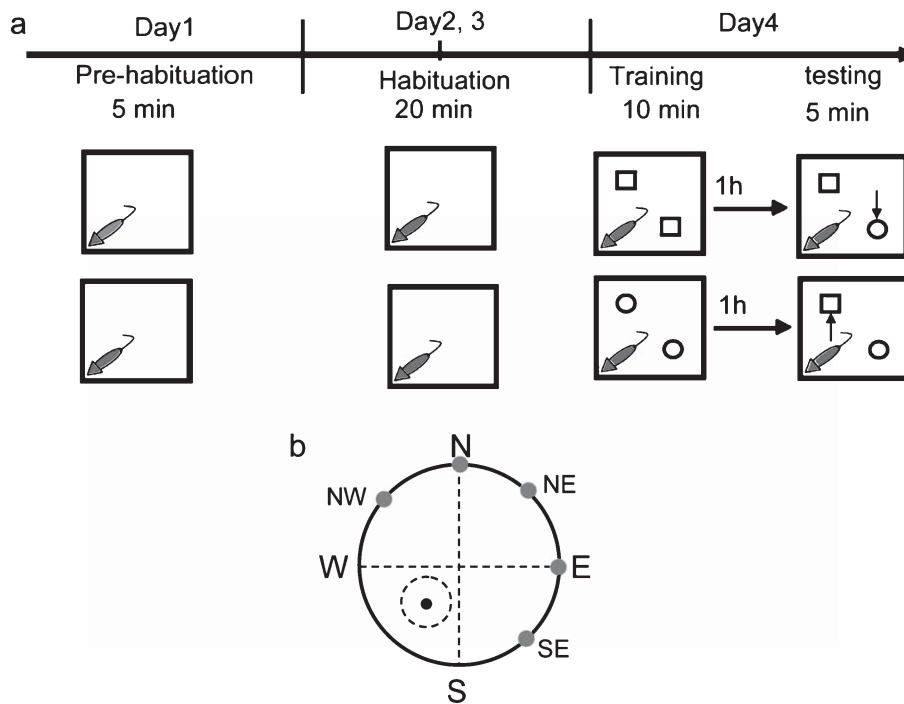 a
Day1
Day2, 3
Day4
Pre-habituation
5 min
Habituation
20 min
Training
10 min
testing
5 min
1h
1h
b
N
NW
NE
W
E
SE
S